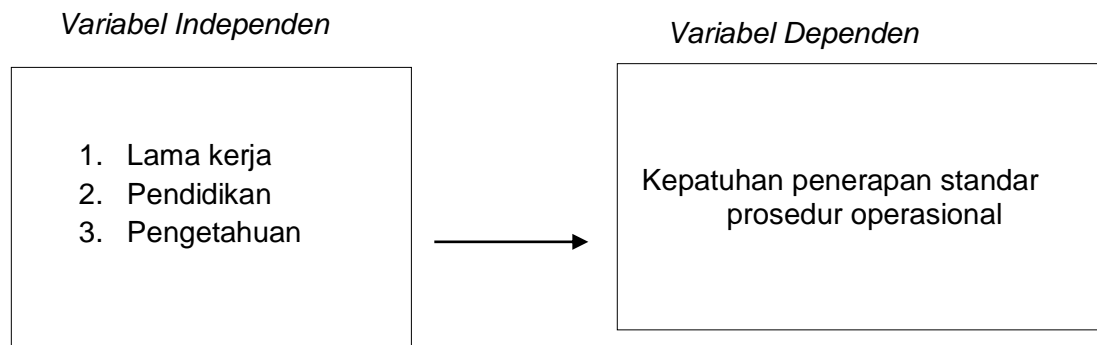 Variabel Independen
Variabel Dependen
1. Lama kerja
2. Pendidikan
3. Pengetahuan
Kepatuhan penerapan standar
prosedur operasional